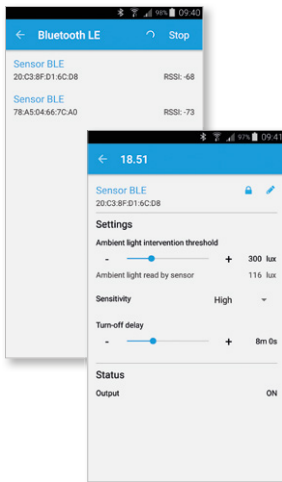 98% 09:40
Bluetooth LE Stop
Sensor BLE
20:C3:8F:D1:6C:D8 RSSI: -68
Sensor BLE
78:A5:04:66:7C:A0 RSSI: -73
97% 09:41
18.51
Sensor BLE
20:C3:8F:D1:6C:D8
Settings
Ambient light intervention threshold
- + 300 lux
Ambient light read by sensor 116 lux
Sensitivity High
Turn-off delay
- + 8m 0s
Status
Output ON